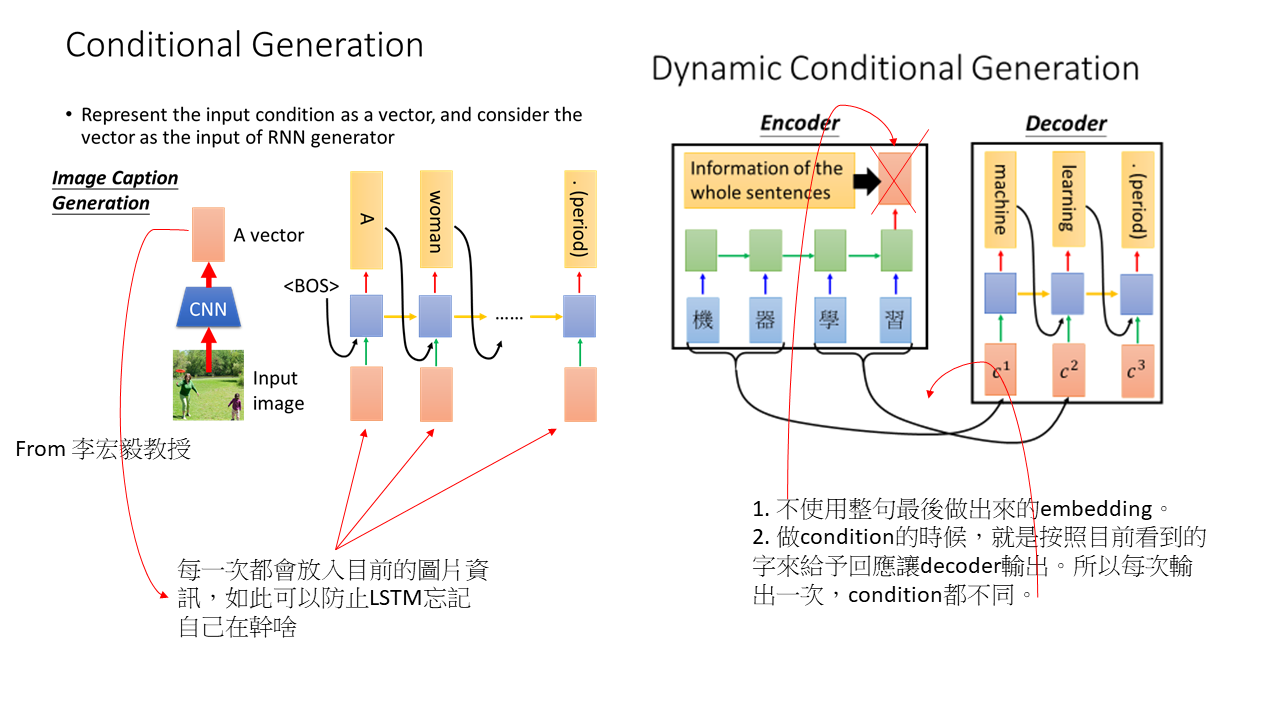 Conditional Generation
• Represent the input condition as a vector, and consider the
vector as the input of RNN generator
Image Caption
Generation
A vector
CNN
Input
image
<BOS>
A
woman
……
. (period)
From 李宏毅教授
每一次都會放入目前的圖片資
訊，如此可以防止LSTM忘記
自己在幹啥
Dynamic Conditional Generation
Encoder
Information of the
whole sentences
機
器
學
習
Decoder
machine
learning
. (period)
c¹
c²
c³
1. 不使用整句最後做出來的embedding。
2. 做condition的時候，就是按照目前看到的
字來給予回應讓decoder輸出。所以每次輸
出一次，condition都不同。